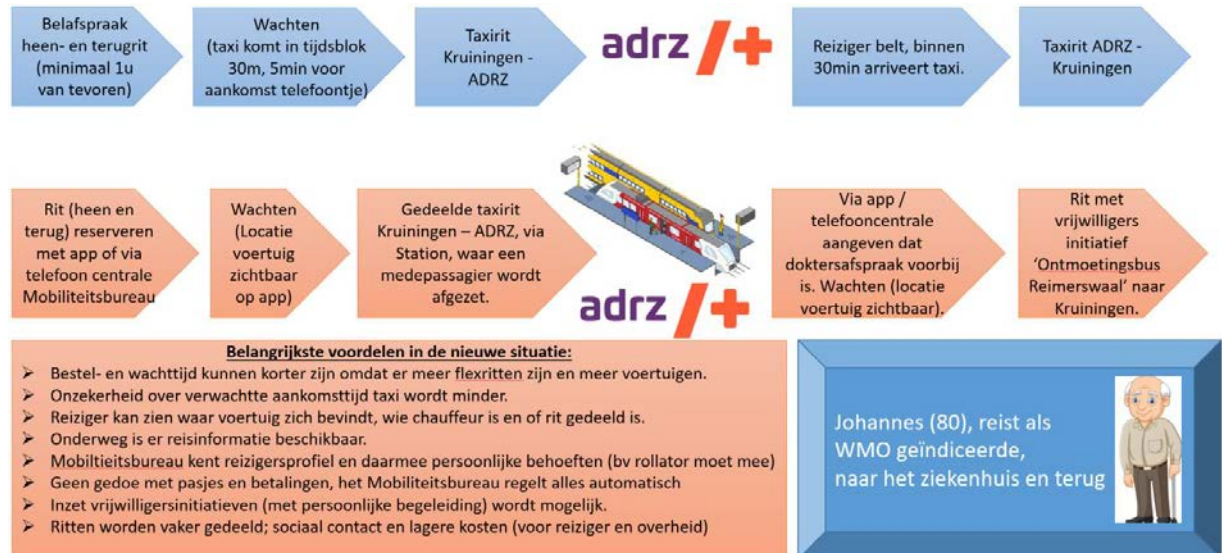 Belafspraak
heen- en terugrit
(minimaal 1u
van tevoren)
Wachten
(taxi komt in tijdsblok
30m, 5min voor
aankomst telefoontje)
Taxirit
Kruiningen -
ADRZ
adrz
Reiziger belt, binnen
30min arriveert taxi.
Taxirit ADRZ -
Kruiningen
Rit (heen en
terug) reserveren
met app of via
telefoon centrale
Mobiliteitsbureau
Wachten
(Locatie
voertuig
zichtbaar
op app)
Gedeelde taxirit
Kruiningen – ADRZ, via
Station, waar een
medepassagier wordt
afgezet.
adrz
Via app /
telefooncentrale
aangeven dat
doktersafspraak voorbij
is. Wachten (locatie
voertuig zichtbaar).
Rit met
vrijwilligers
initiatief
‘Ontmoetingsbus
Reimerswaal’ naar
Kruiningen.
Belangrijkste voordelen in de nieuwe situatie:
➢ Bestel- en wachttijd kunnen korter zijn omdat er meer flexritten zijn en meer voertuigen.
➢ Onzekerheid over verwachtte aankomsttijd taxi wordt minder.
➢ Reiziger kan zien waar voertuig zich bevindt, wie chauffeur is en of rit gedeeld is.
➢ Onderweg is er reisinformatie beschikbaar.
➢ Mobiltieitsbureau kent reizigersprofiel en daarmee persoonlijke behoeften (bv rollator moet mee)
➢ Geen gedoe met pasjes en betalingen, het Mobiliteitsbureau regelt alles automatisch
➢ Inzet vrijwilligersinitiatieven (met persoonlijke begeleiding) wordt mogelijk.
➢ Ritten worden vaker gedeeld; sociaal contact en lagere kosten (voor reiziger en overheid)
Johannes (80), reist als
WMO geïndiceerde,
naar het ziekenhuis en terug